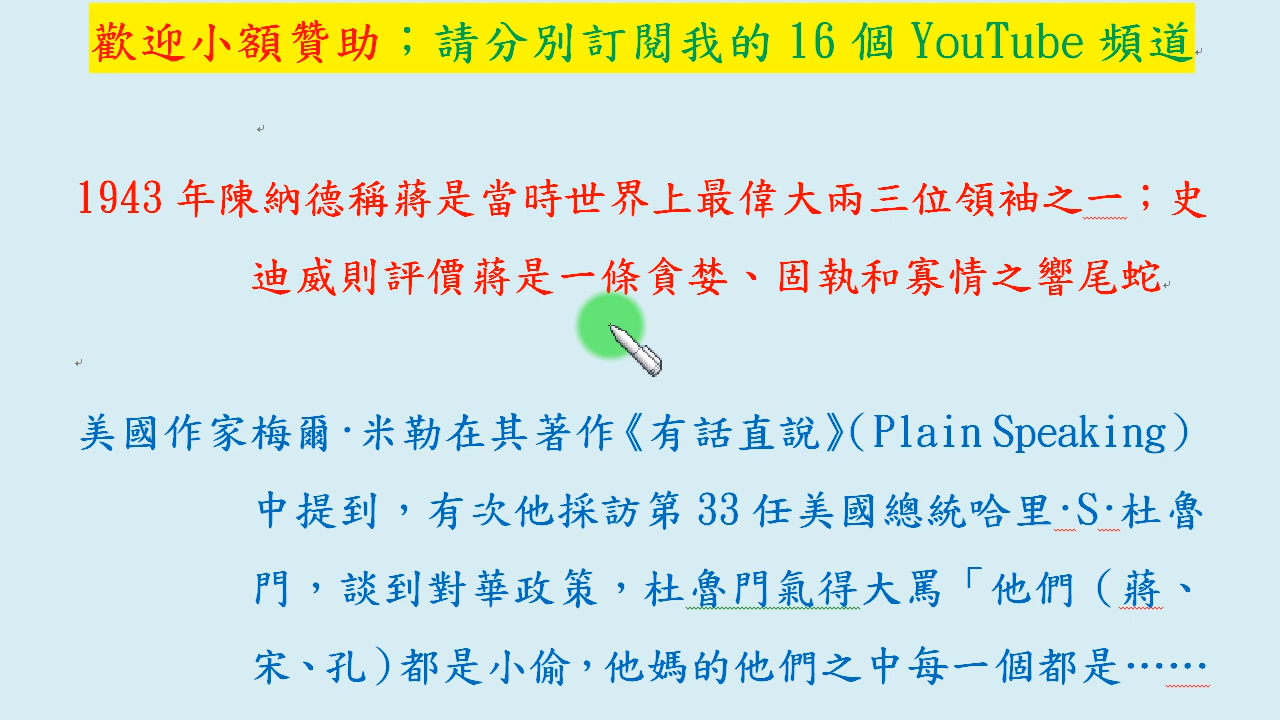 歡迎小額贊助；請分別訂閱我的 16 個 YouTube 頻道
1943 年陳納德稱蔣是當時世界上最偉大兩三位領袖之一；史
迪威則評價蔣是一條貪婪、固執和寡情之響尾蛇
美國作家梅爾·米勒在其著作《有話直說》(Plain Speaking)
中提到，有次他採訪第 33 任美國總統哈里·S·杜魯
門，談到對華政策，杜魯門氣得大罵「他們（蔣、
宋、孔)都是小偷，他媽的他們之中每一個都是……